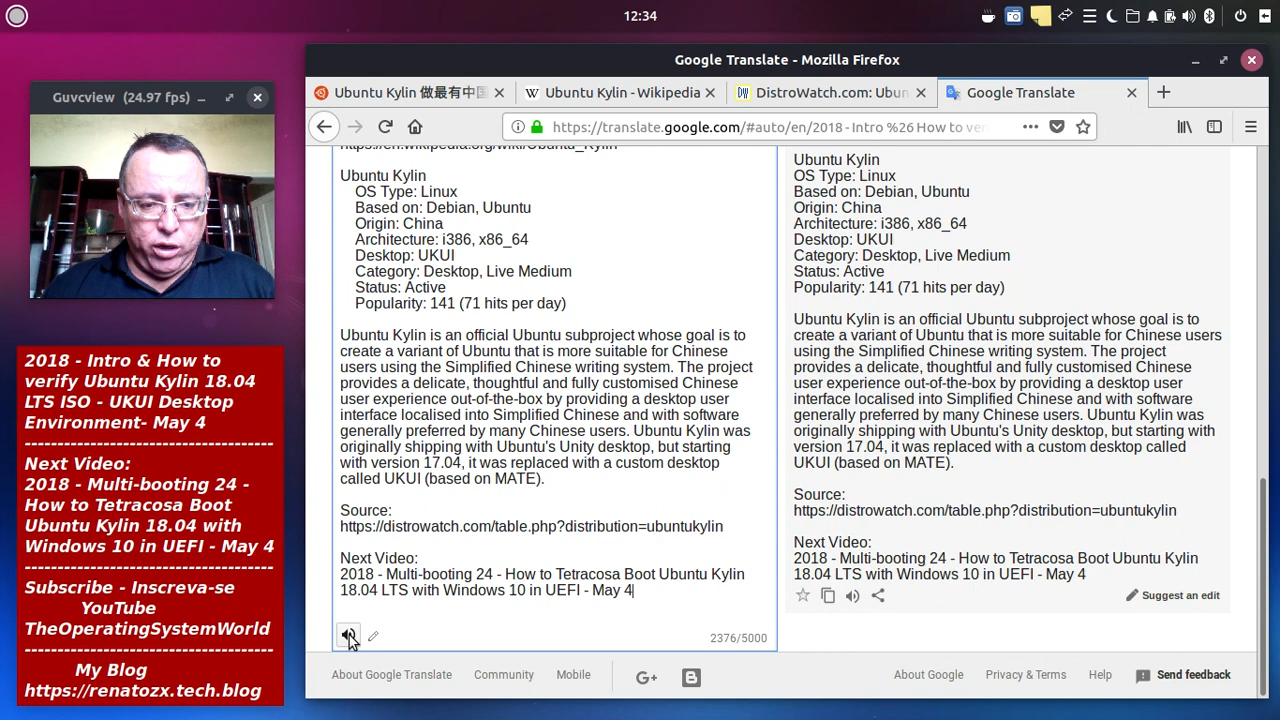 12:34
Guvcview (24.97 fps)
2018 - Intro & How to
verify Ubuntu Kylin 18.04
LTS ISO - UKUI Desktop
Environment- May 4
---------------------------------------
Next Video:
2018 - Multi-booting 24 -
How to Tetracosa Boot
Ubuntu Kylin 18.04 with
Windows 10 in UEFI - May 4
---------------------------------------
Subscribe - Inscreva-se
YouTube
TheOperatingSystemWorld
---------------------------------------
My Blog
https://renatozx.tech.blog
Google Translate - Mozilla Firefox
Ubuntu Kylin 做最有中国
Ubuntu Kylin - Wikipedia
DistroWatch.com: Ubun
Google Translate
https://translate.google.com/#auto/en/2018 - Intro %26 How to ver
https://en.wikipedia.org/wiki/Ubuntu_Kylin
Ubuntu Kylin
OS Type: Linux
Based on: Debian, Ubuntu
Origin: China
Architecture: i386, x86_64
Desktop: UKUI
Category: Desktop, Live Medium
Status: Active
Popularity: 141 (71 hits per day)
Ubuntu Kylin is an official Ubuntu subproject whose goal is to
create a variant of Ubuntu that is more suitable for Chinese
users using the Simplified Chinese writing system. The project
provides a delicate, thoughtful and fully customised Chinese
user experience out-of-the-box by providing a desktop user
interface localised into Simplified Chinese and with software
generally preferred by many Chinese users. Ubuntu Kylin was
originally shipping with Ubuntu's Unity desktop, but starting
with version 17.04, it was replaced with a custom desktop
called UKUI (based on MATE).
Source:
https://distrowatch.com/table.php?distribution=ubuntukylin
Next Video:
2018 - Multi-booting 24 - How to Tetracosa Boot Ubuntu Kylin
18.04 LTS with Windows 10 in UEFI - May 4
2376/5000
Ubuntu Kylin
OS Type: Linux
Based on: Debian, Ubuntu
Origin: China
Architecture: i386, x86_64
Desktop: UKUI
Category: Desktop, Live Medium
Status: Active
Popularity: 141 (71 hits per day)
Ubuntu Kylin is an official Ubuntu subproject whose goal is to
create a variant of Ubuntu that is more suitable for Chinese users
using the Simplified Chinese writing system. The project
provides a delicate, thoughtful and fully customised Chinese
user experience out-of-the-box by providing a desktop user
interface localised into Simplified Chinese and with software
generally preferred by many Chinese users. Ubuntu Kylin was
originally shipping with Ubuntu's Unity desktop, but starting with
version 17.04, it was replaced with a custom desktop called
UKUI (based on MATE).
Source:
https://distrowatch.com/table.php?distribution=ubuntukylin
Next Video:
2018 - Multi-booting 24 - How to Tetracosa Boot Ubuntu Kylin
18.04 LTS with Windows 10 in UEFI - May 4
Suggest an edit
About Google Translate
Community
Mobile
G+
About Google
Privacy & Terms
Help
Send feedback